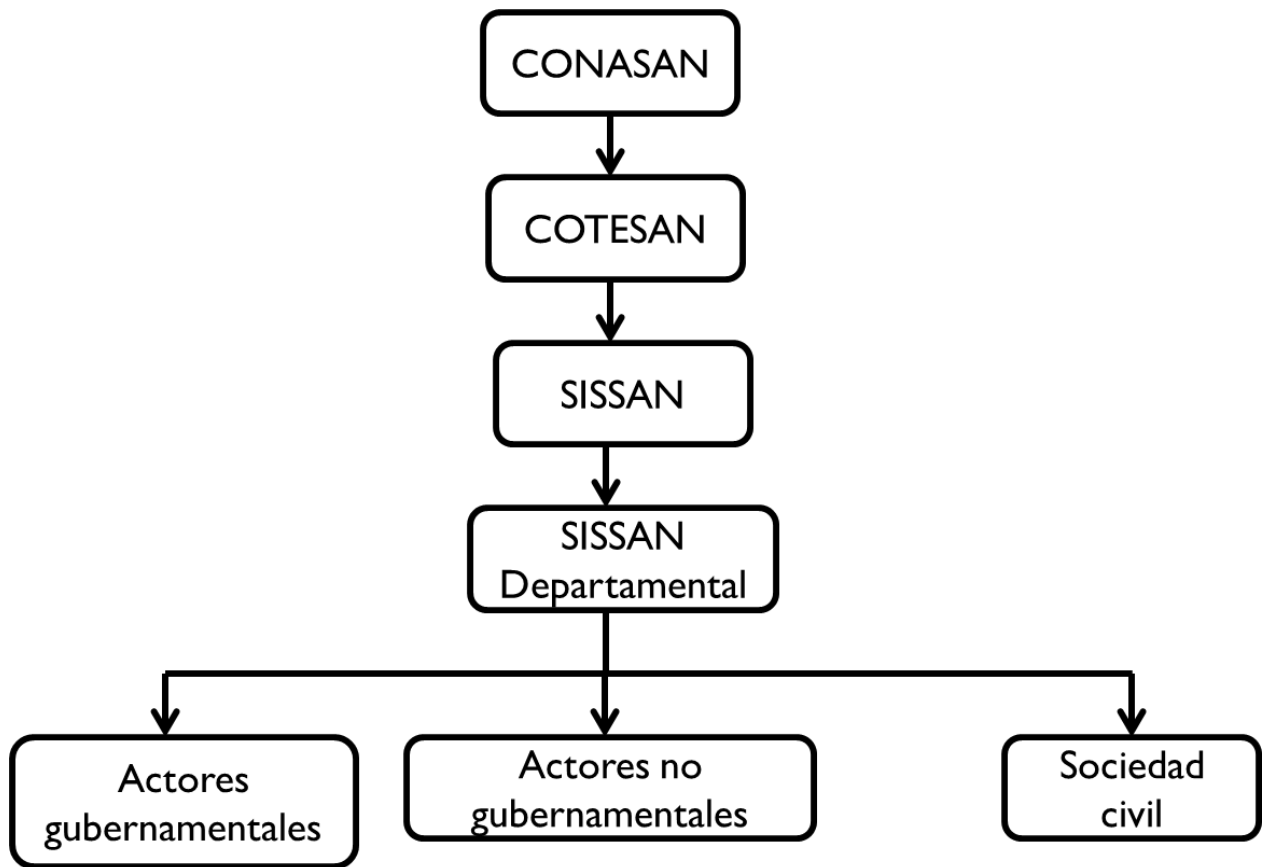 CONASAN
COTESAN
SISSAN
SISSAN
Departamental
Actores
gubernamentales
Actores no
gubernamentales
Sociedad
civil